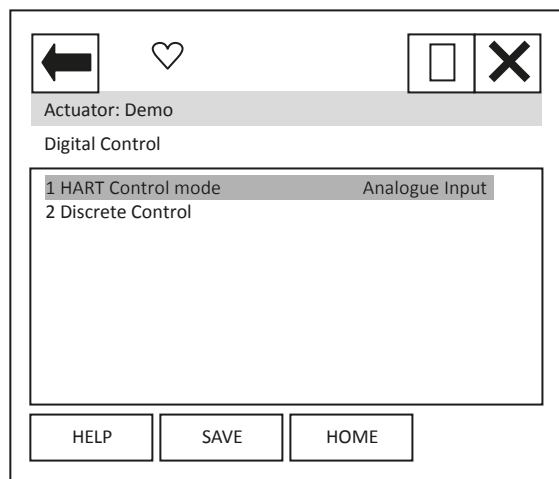 Actuator: Demo
Digital Control
1 HART Control mode Analogue Input
2 Discrete Control
HELP SAVE HOME